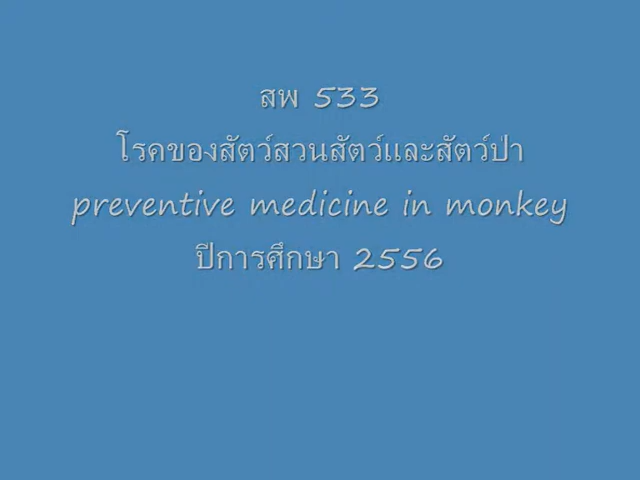 สพ 533
โรคของสัตว์สวนสัตว์และสัตว์ป่า
preventive medicine in monkey
ปีการศึกษา 2556